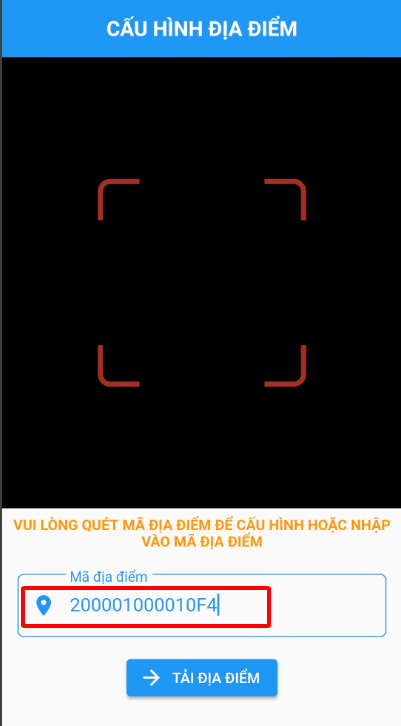 CẤU HÌNH ĐỊA ĐIỂM
VUI LÒNG QUÉT MÃ ĐỊA ĐIỂM ĐỂ CẤU HÌNH HOẶC NHẬP
VÀO MÃ ĐỊA ĐIỂM
Mã địa điểm
200001000010F4
TẢI ĐỊA ĐIỂM